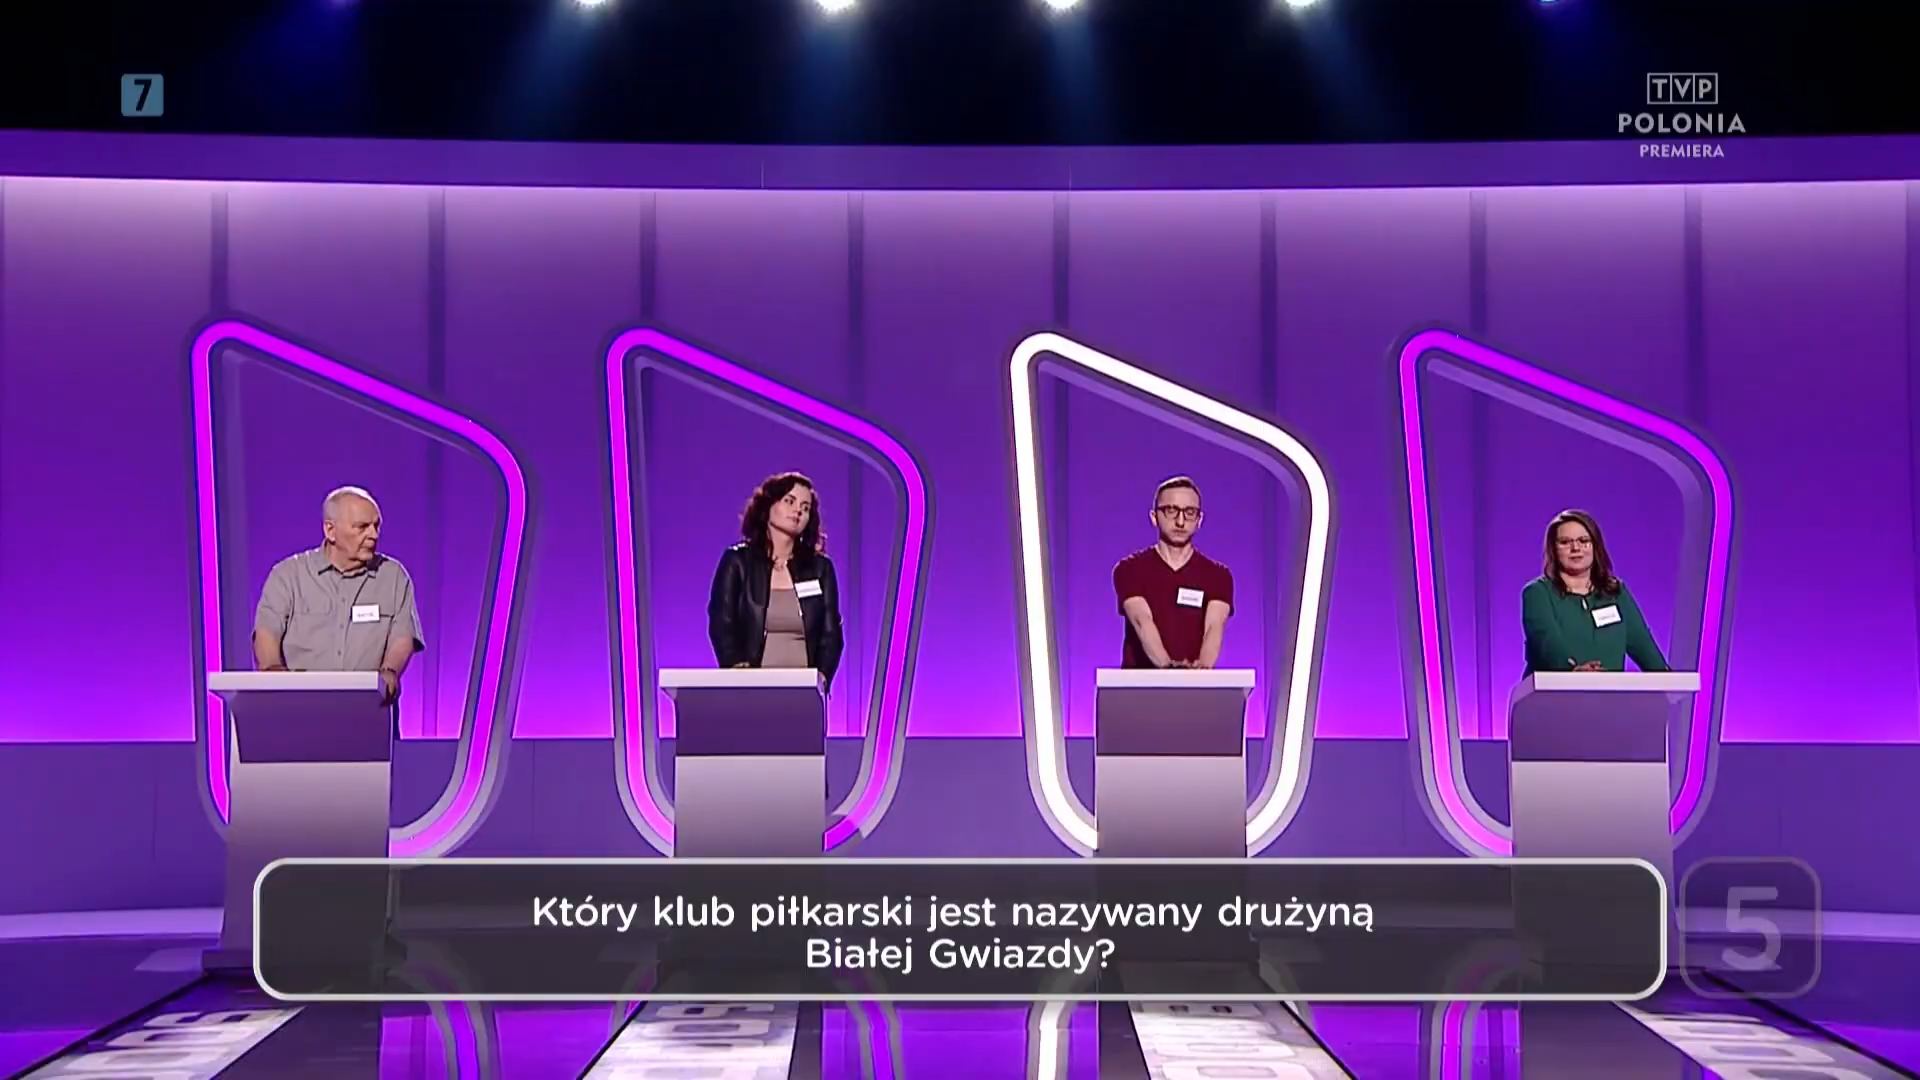 7
TVP
POLONIA
PREMIERA
Który klub piłkarski jest nazywany drużyną
Białej Gwiazdy?
5